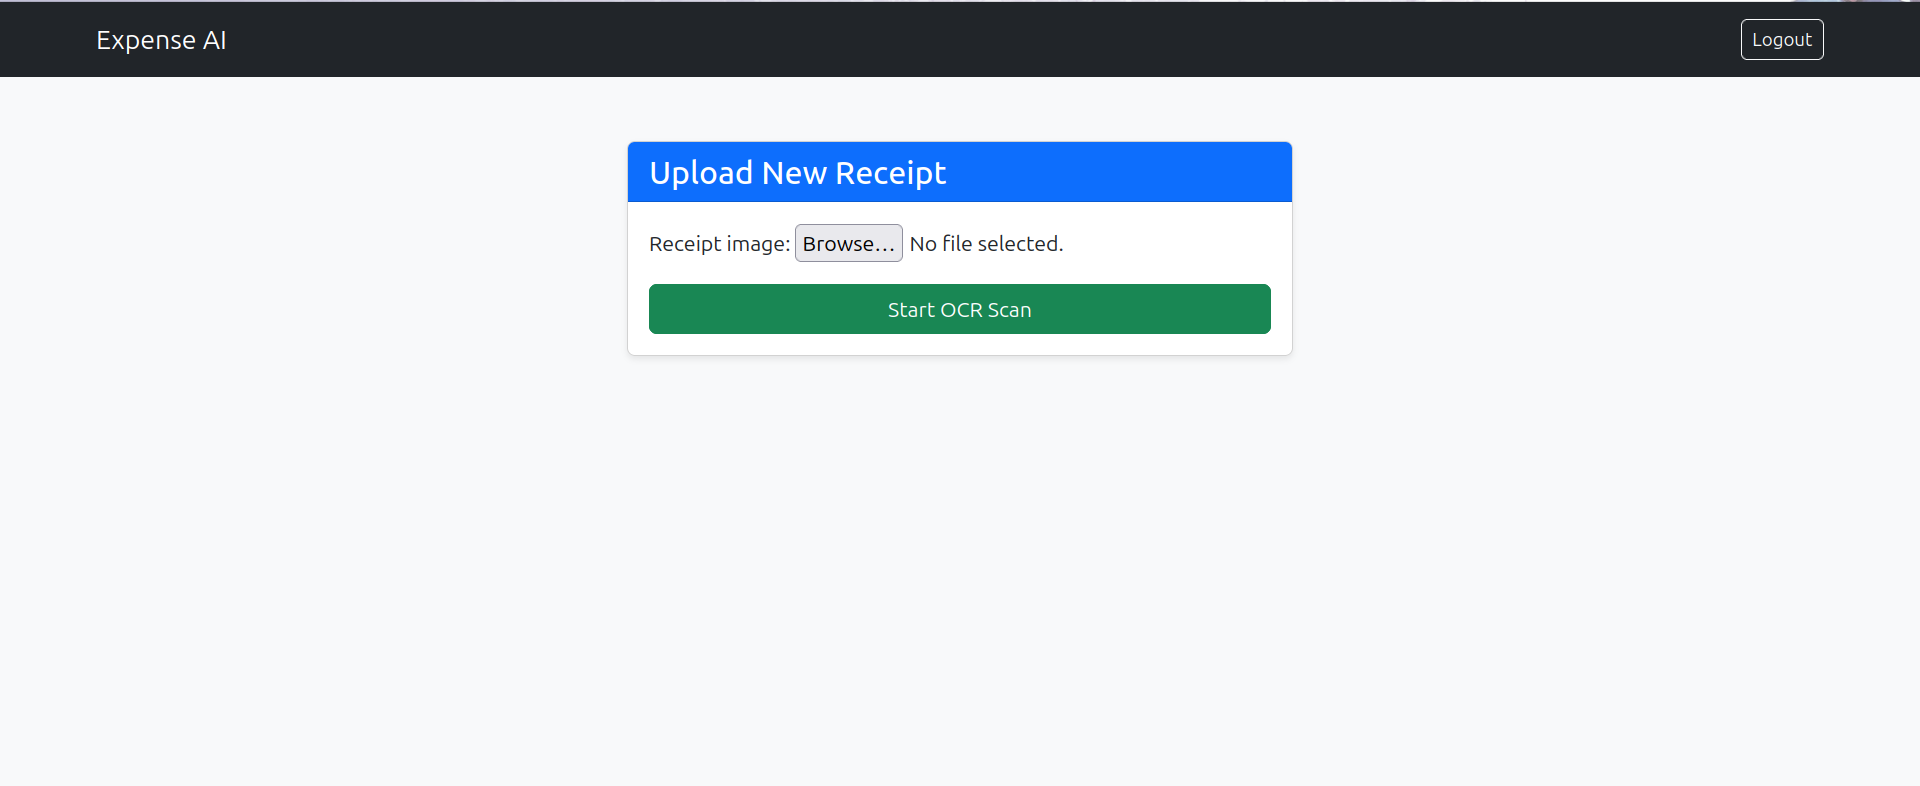 Expense AI
Logout
Upload New Receipt
Receipt image: Browse... No file selected.
Start OCR Scan